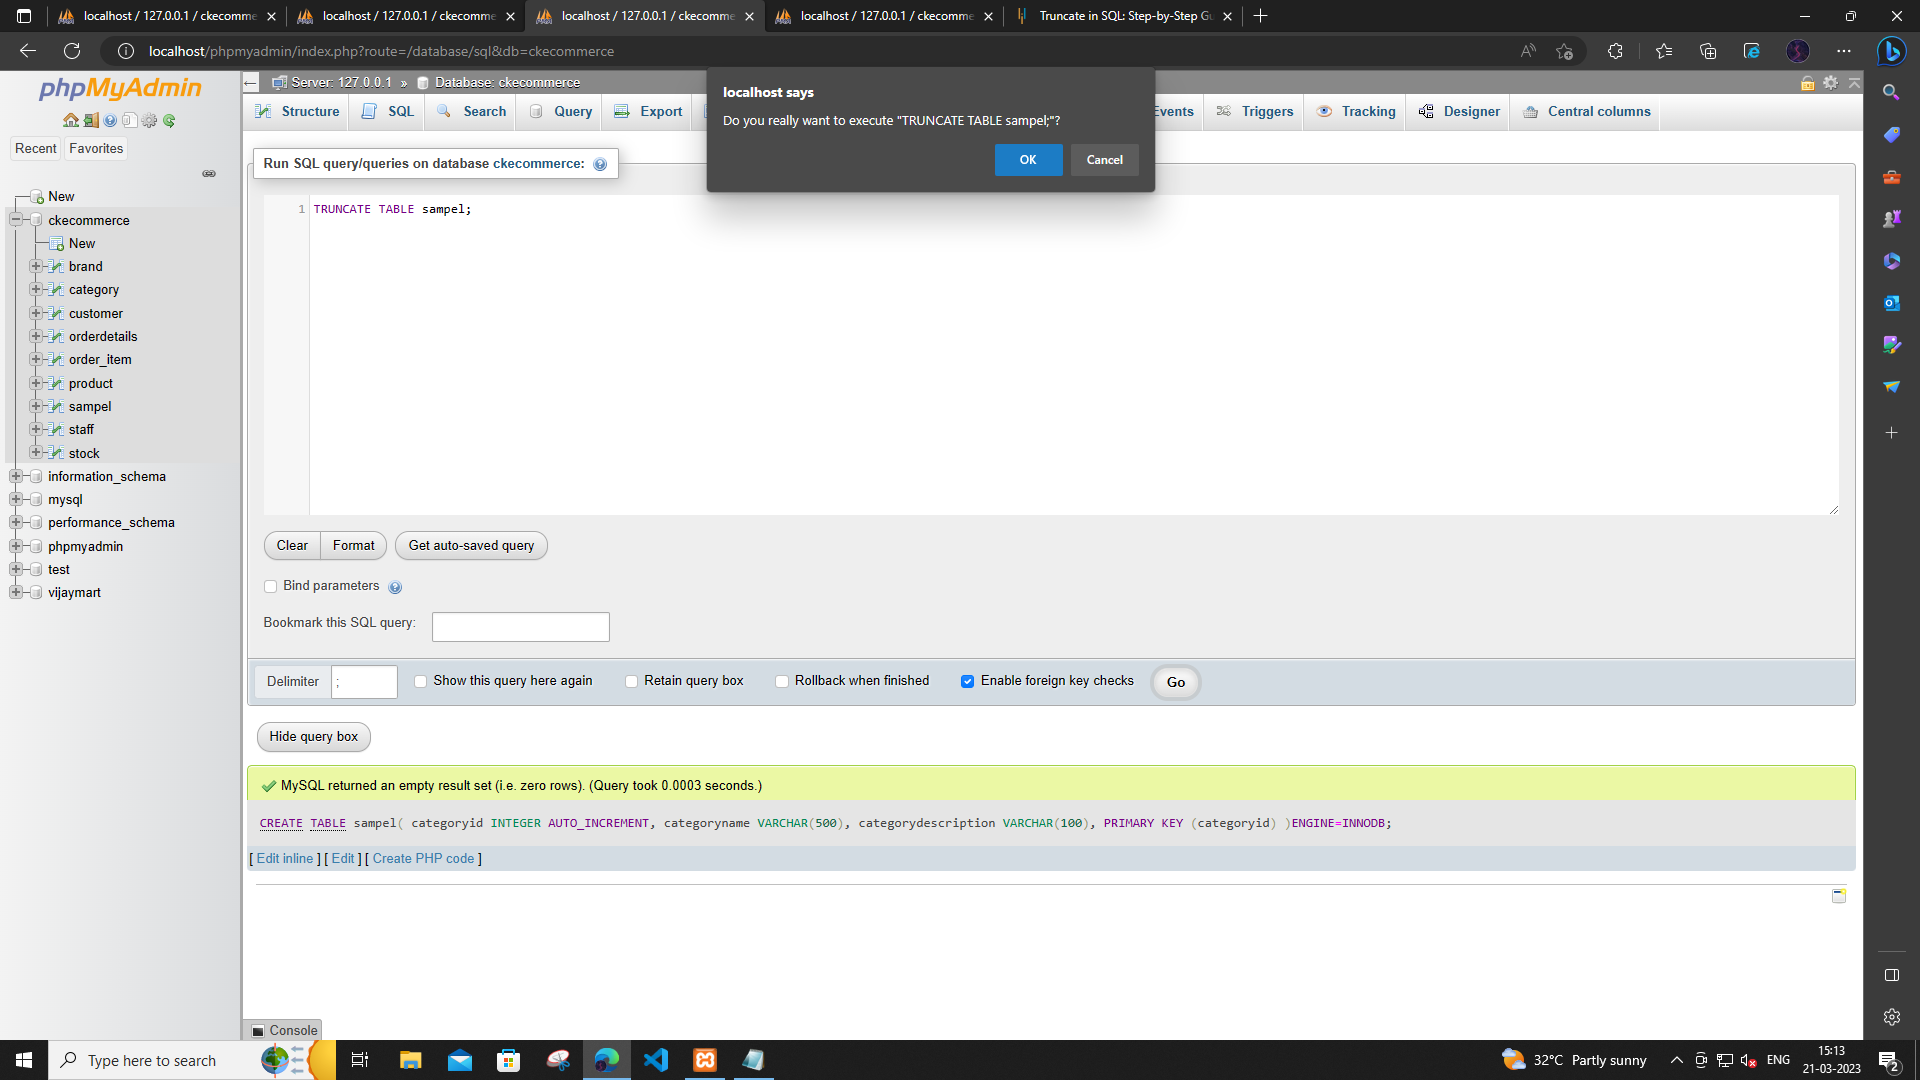 localhost / 127.0.0.1 / ckecomme
localhost / 127.0.0.1 / ckecomme
localhost / 127.0.0.1 / ckecomme
localhost / 127.0.0.1 / ckecomme
Truncate in SQL: Step-by-Step Gu
localhost/phpmyadmin/index.php?route=/database/sql&db=ckecommerce
phpMyAdmin
Recent
Favorites
New
ckecommerce
New
brand
category
customer
orderdetails
order_item
product
sampel
staff
stock
information_schema
mysql
performance_schema
phpmyadmin
test
vijaymart
Server: 127.0.0.1 » Database: ckecommerce
Structure
SQL
Search
Query
Export
Events
Triggers
Tracking
Designer
Central columns
localhost says
Do you really want to execute "TRUNCATE TABLE sampel;"?
OK
Cancel
Run SQL query/queries on database ckecommerce:
1 TRUNCATE TABLE sampel;
Clear
Format
Get auto-saved query
Bind parameters
Bookmark this SQL query:
Delimiter ;
Show this query here again
Retain query box
Rollback when finished
Enable foreign key checks
Go
Hide query box
MySQL returned an empty result set (i.e. zero rows). (Query took 0.0003 seconds.)
CREATE TABLE sampel( categoryid INTEGER AUTO_INCREMENT, categoryname VARCHAR(500), categorydescription VARCHAR(100), PRIMARY KEY (categoryid) )ENGINE=INNODB;
[ Edit inline ] [ Edit ] [ Create PHP code ]
Console
Type here to search
32°C Partly sunny
ENG
15:13
21-03-2023
2